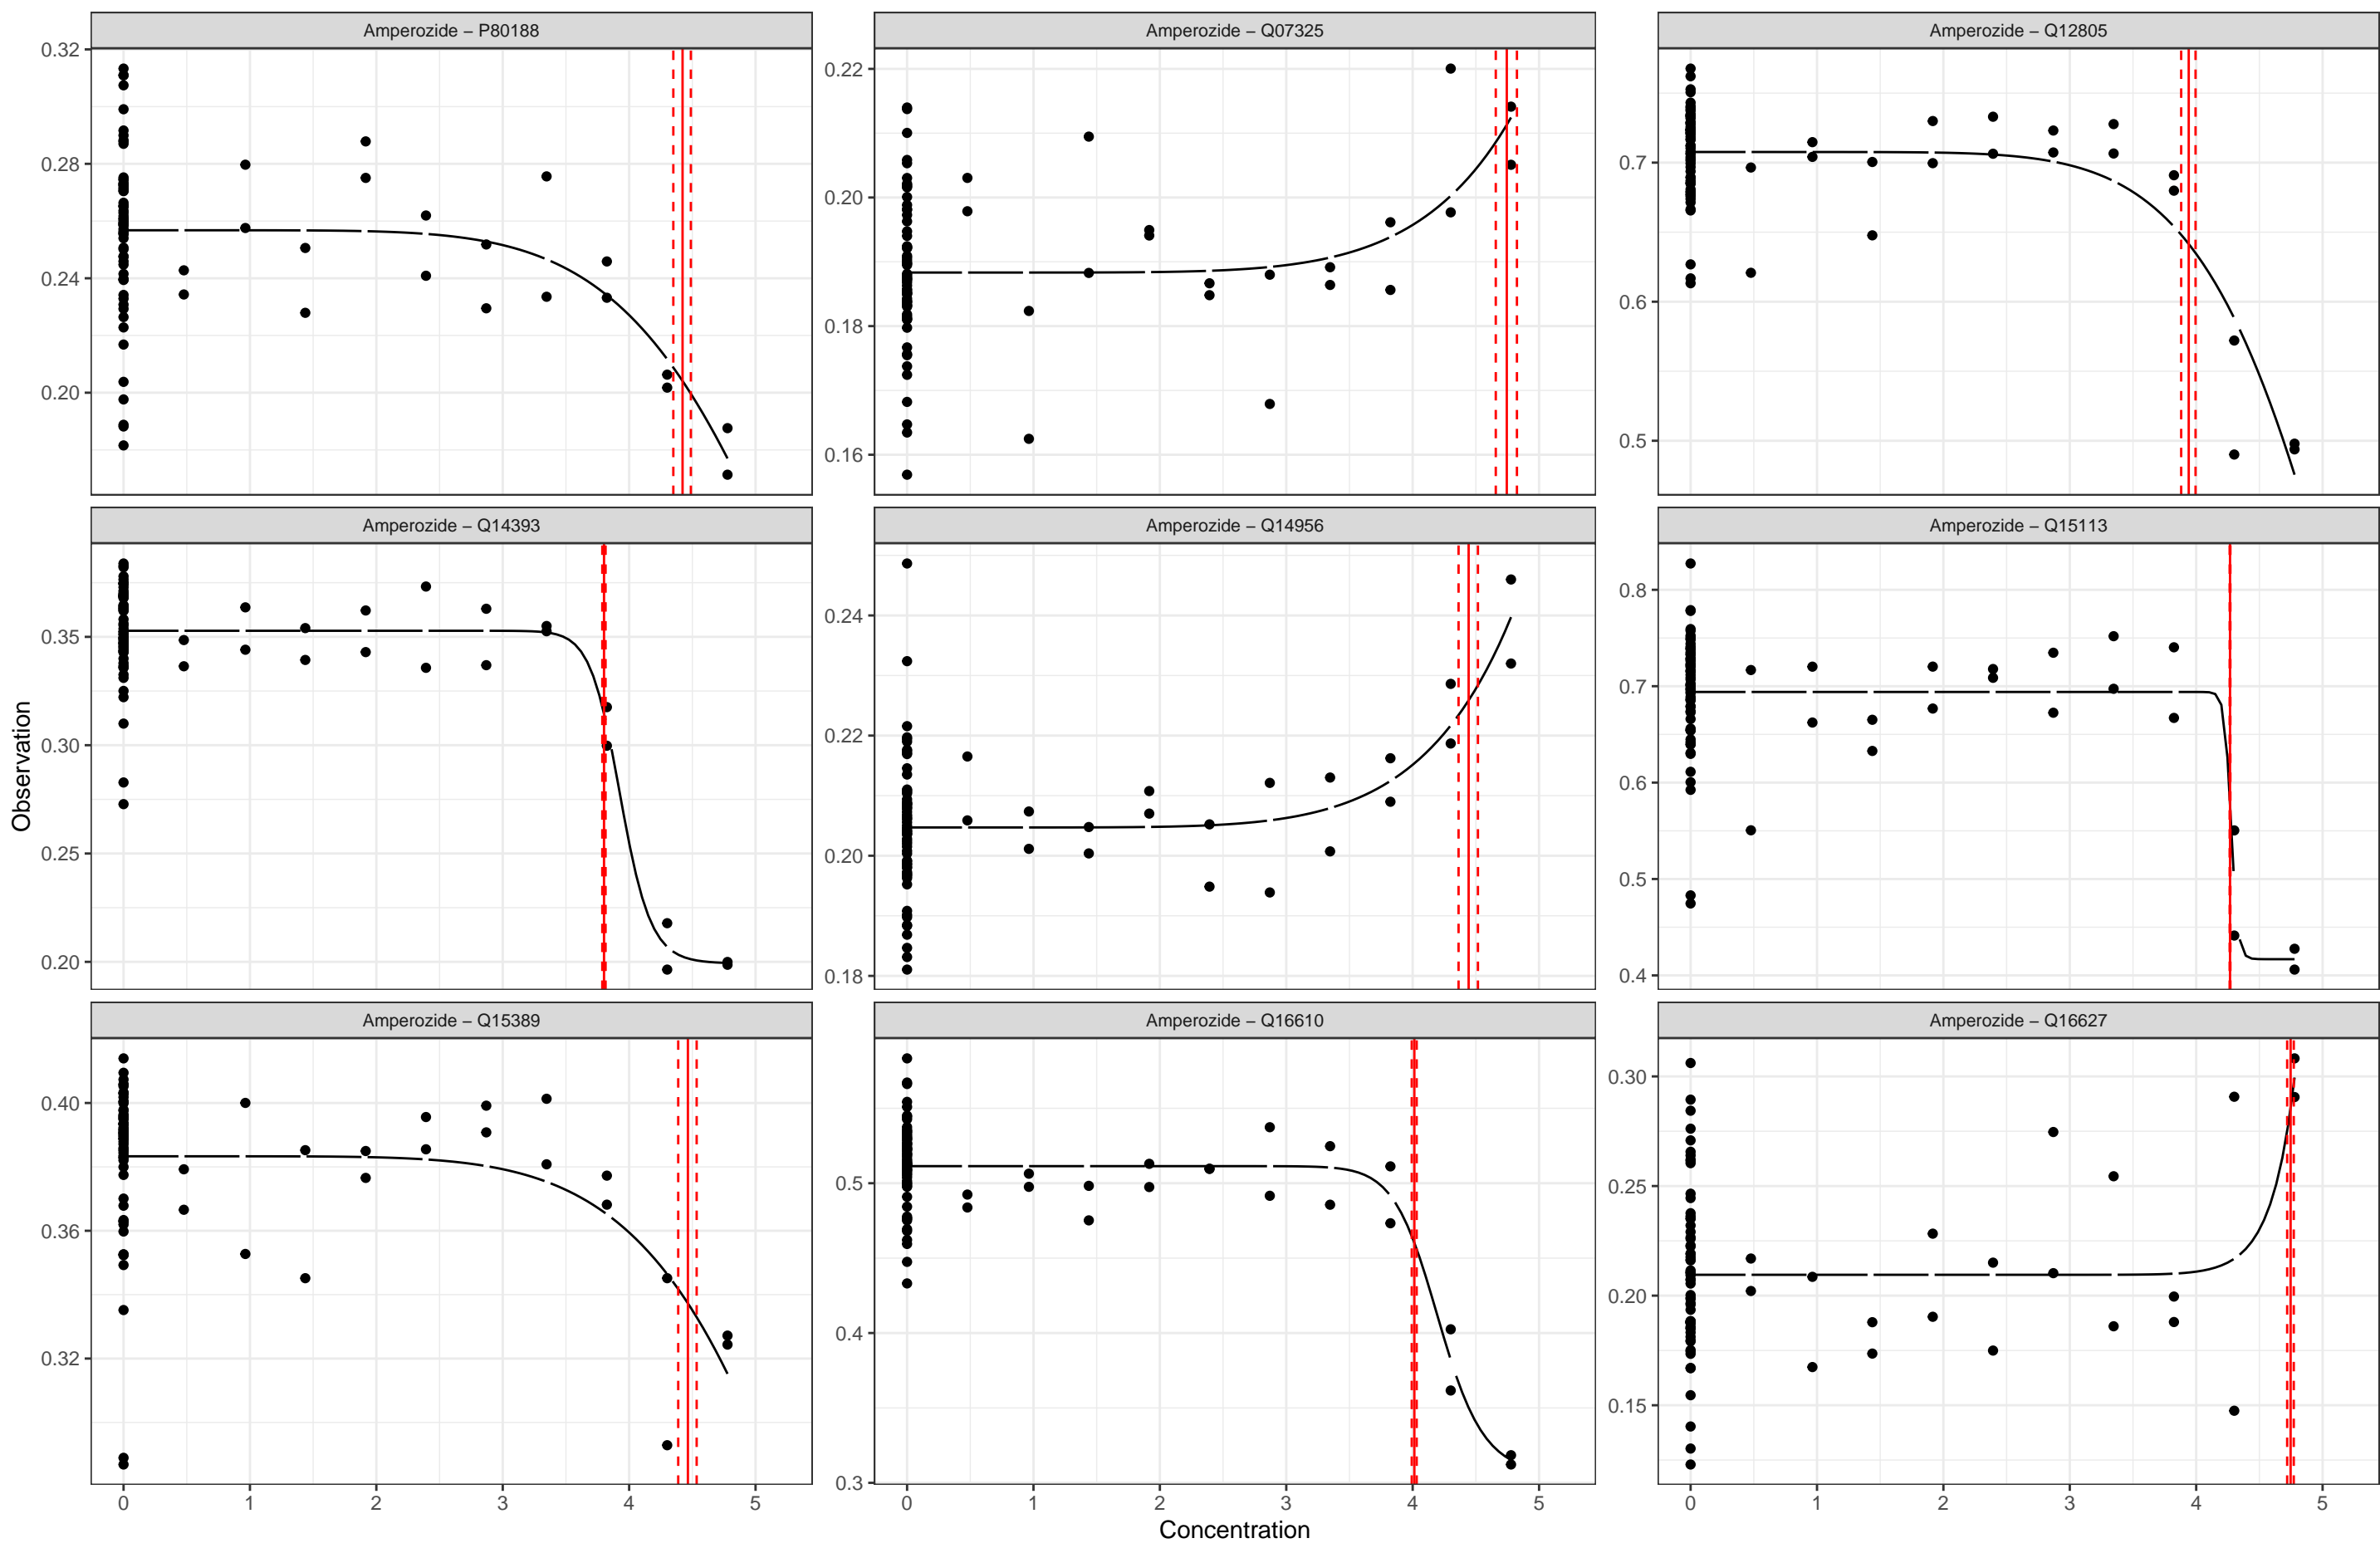 Amperozide – P80188
Amperozide – Q07325
Amperozide – Q12805
0.32
0.28
0.24
0.20
0.22
0.20
0.18
0.16
0.7
0.6
0.5
Amperozide – Q14393
Amperozide – Q14956
Amperozide – Q15113
0.35
0.30
0.25
0.20
0.24
0.22
0.20
0.18
0.8
0.7
0.6
0.5
0.4
Amperozide – Q15389
Amperozide – Q16610
Amperozide – Q16627
0.40
0.36
0.32
0.5
0.4
0.3
0.30
0.25
0.20
0.15
0 1 2 3 4 5
0 1 2 3 4 5
0 1 2 3 4 5
Concentration
Observation